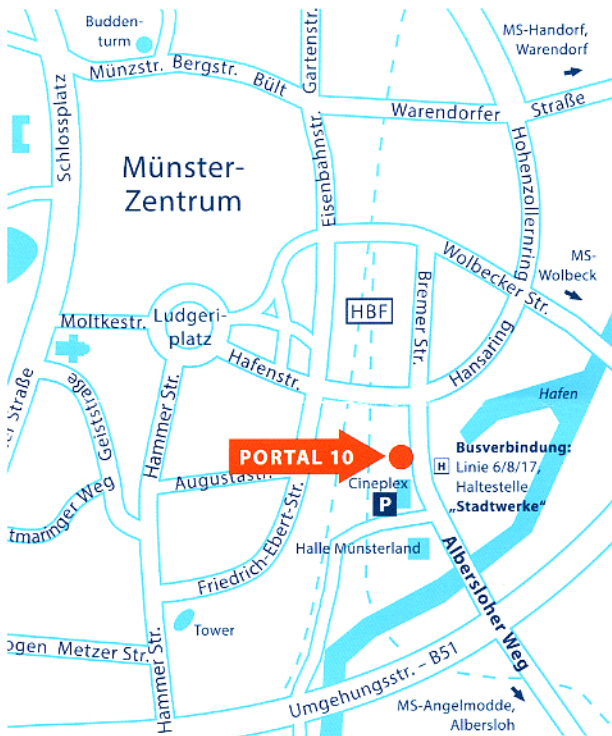 MS-Handorf,
Warendorf
Budden-
turm
Münzstr. Bergstr. Bült
Gartenstr.
Warendorfer Straße
Schlossplatz
Münster-
Zentrum
Eisenbahnstr.
Hohenzollernring
MS-
Wolbeck
Wolbecker Str.
HBF
Bremer Str.
Moltkestr.
Ludgeri-
platz
Hafenstr.
Hansaring
Hafen
er Straße
Geiststraße
Hammer Str.
PORTAL 10
H
Busverbindung:
Linie 6/8/17,
Haltestelle
„Stadtwerke“
Augustastr.
Cineplex
P
tmaringer Weg
Halle Münsterland
Friedrich-Ebert-Str.
Albersloher Weg
Tower
ogen Metzer Str.
Hammer Str.
Umgehungsstr. – B51
MS-Angelmodde,
Albersloh